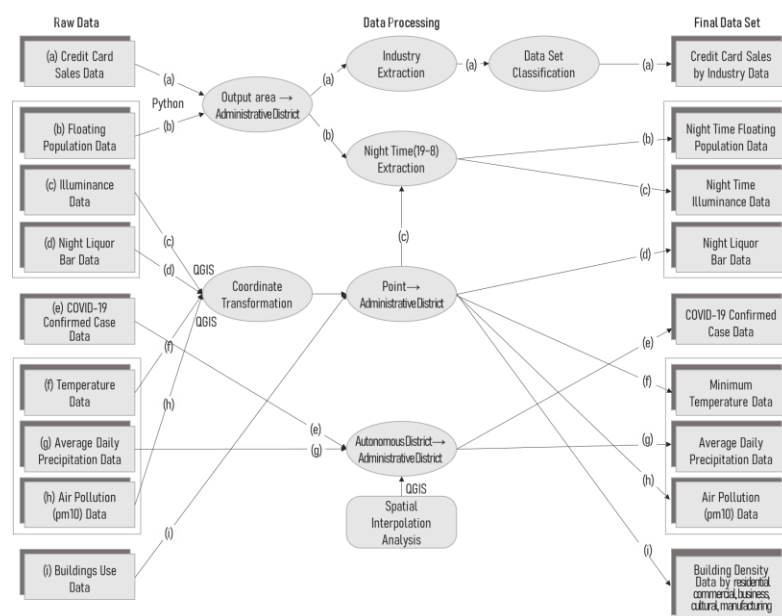 Raw Data
Data Processing
Final Data Set
(a) Credit Card
Sales Data
(a)
Python
(b)
Output area →
Administrative District
(a)
(b)
Industry
Extraction
(a)
Data Set
Classification
(a)
Credit Card Sales
by Industry Data
(b) Floating
Population Data
Night Time(19-8)
Extraction
(b)
(c)
Night Time Floating
Population Data
(c) Illuminance
Data
Night Time
Illuminance Data
(d) Night Liquor
Bar Data
(c)
(d)
QGIS
QGIS
Coordinate
Transformation
(c)
Point→
Administrative District
(d)
Night Liquor
Bar Data
(e) COVID-19
Confirmed Case
Data
(e)
COVID-19 Confirmed
Case Data
(f) Temperature
Data
(f)
(h)
(f)
Minimum
Temperature Data
(g) Average Daily
Precipitation Data
(e)
(g)
Autonomous District→
Administrative District
(g)
Average Daily
Precipitation Data
(h) Air Pollution
(pm10) Data
QGIS
Spatial
Interpolation
Analysis
(h)
Air Pollution
(pm10) Data
(i) Buildings Use
Data
(i)
(i)
Building Density
Data by residential
commercial, business,
cultural, manufacturing